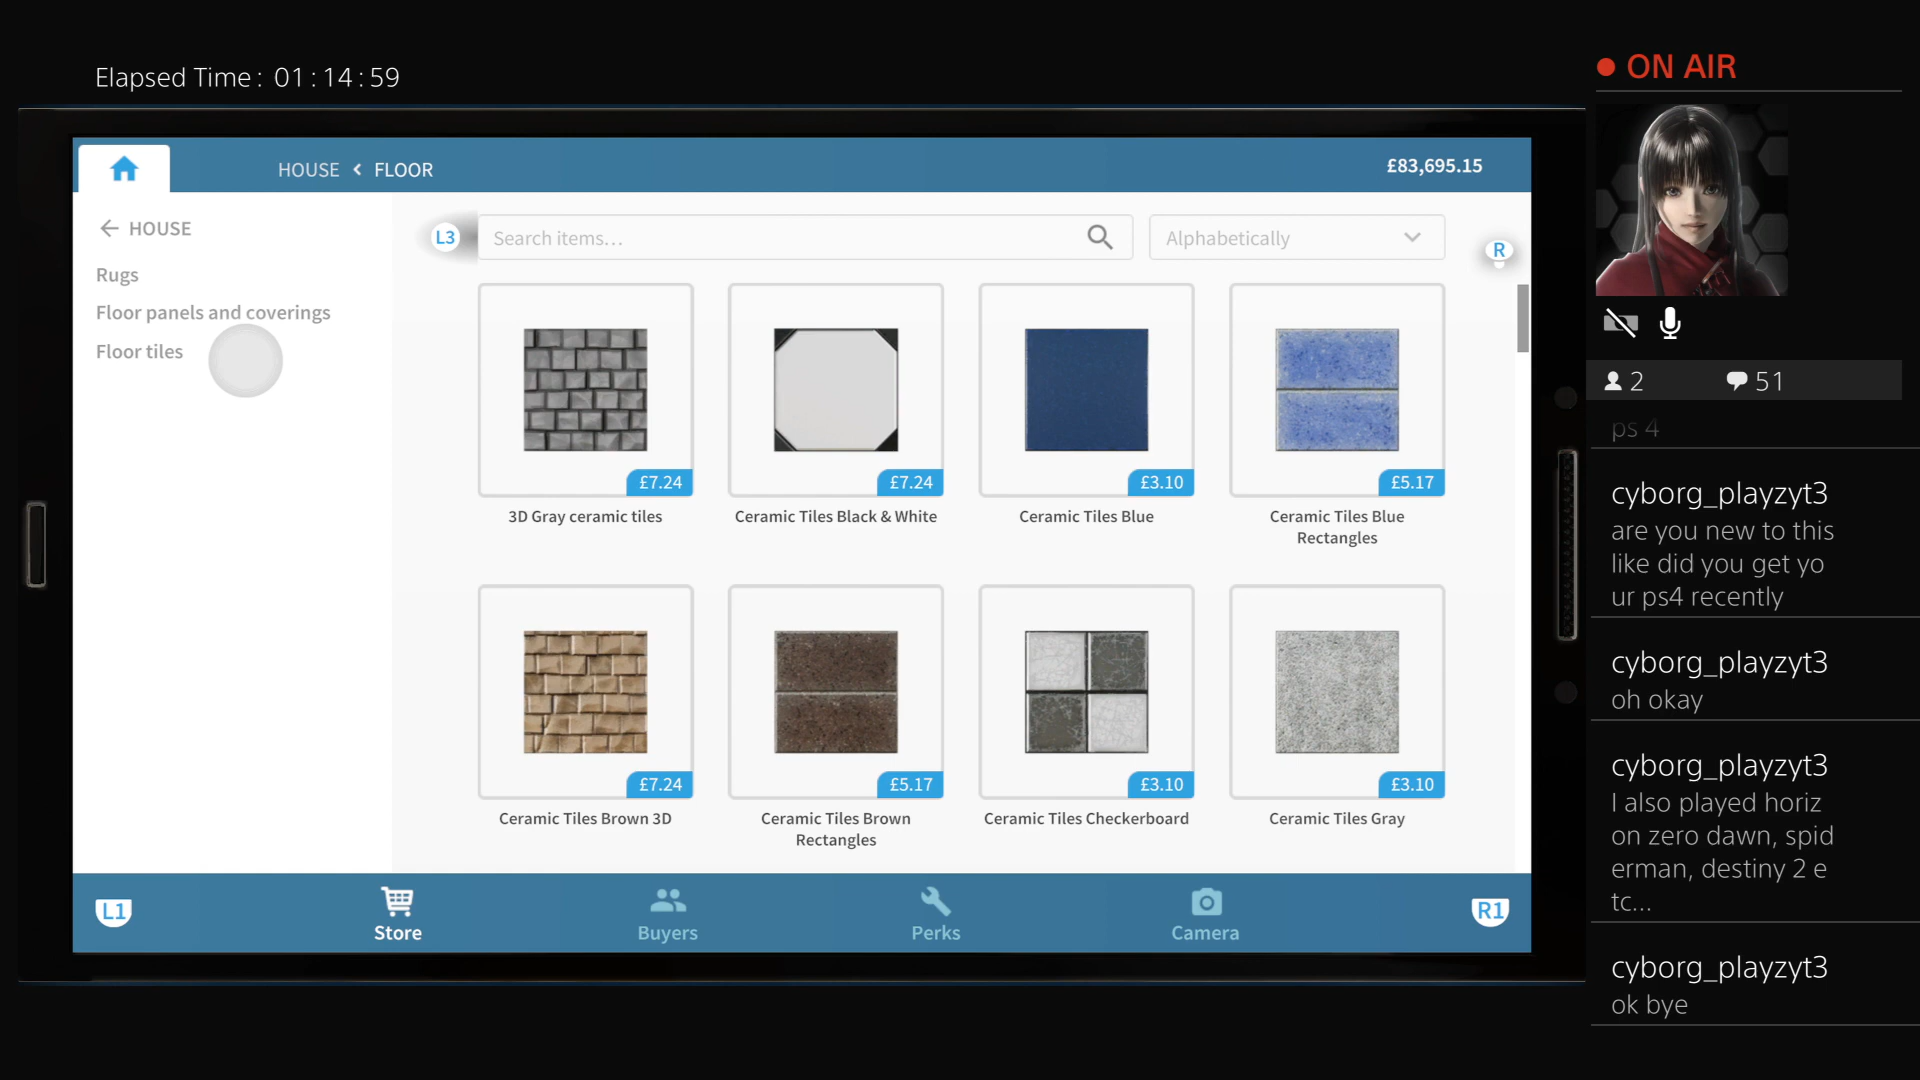 Elapsed Time: 01:14:59
HOUSE < FLOOR
£83,695.15
HOUSE
Rugs
Floor panels and coverings
Floor tiles
L3
Search items...
Alphabetically
R
£7.24
£7.24
£3.10
£5.17
3D Gray ceramic tiles
Ceramic Tiles Black & White
Ceramic Tiles Blue
Ceramic Tiles Blue
Rectangles
£7.24
£5.17
£3.10
£3.10
Ceramic Tiles Brown 3D
Ceramic Tiles Brown
Rectangles
Ceramic Tiles Checkerboard
Ceramic Tiles Gray
L1
Store
Buyers
Perks
Camera
R1
ON AIR
2
51
ps 4
cyborg_playzyt3
are you new to this
like did you get yo
ur ps4 recently
cyborg_playzyt3
oh okay
cyborg_playzyt3
I also played horiz
on zero dawn, spid
erman, destiny 2 e
tc...
cyborg_playzyt3
ok bye